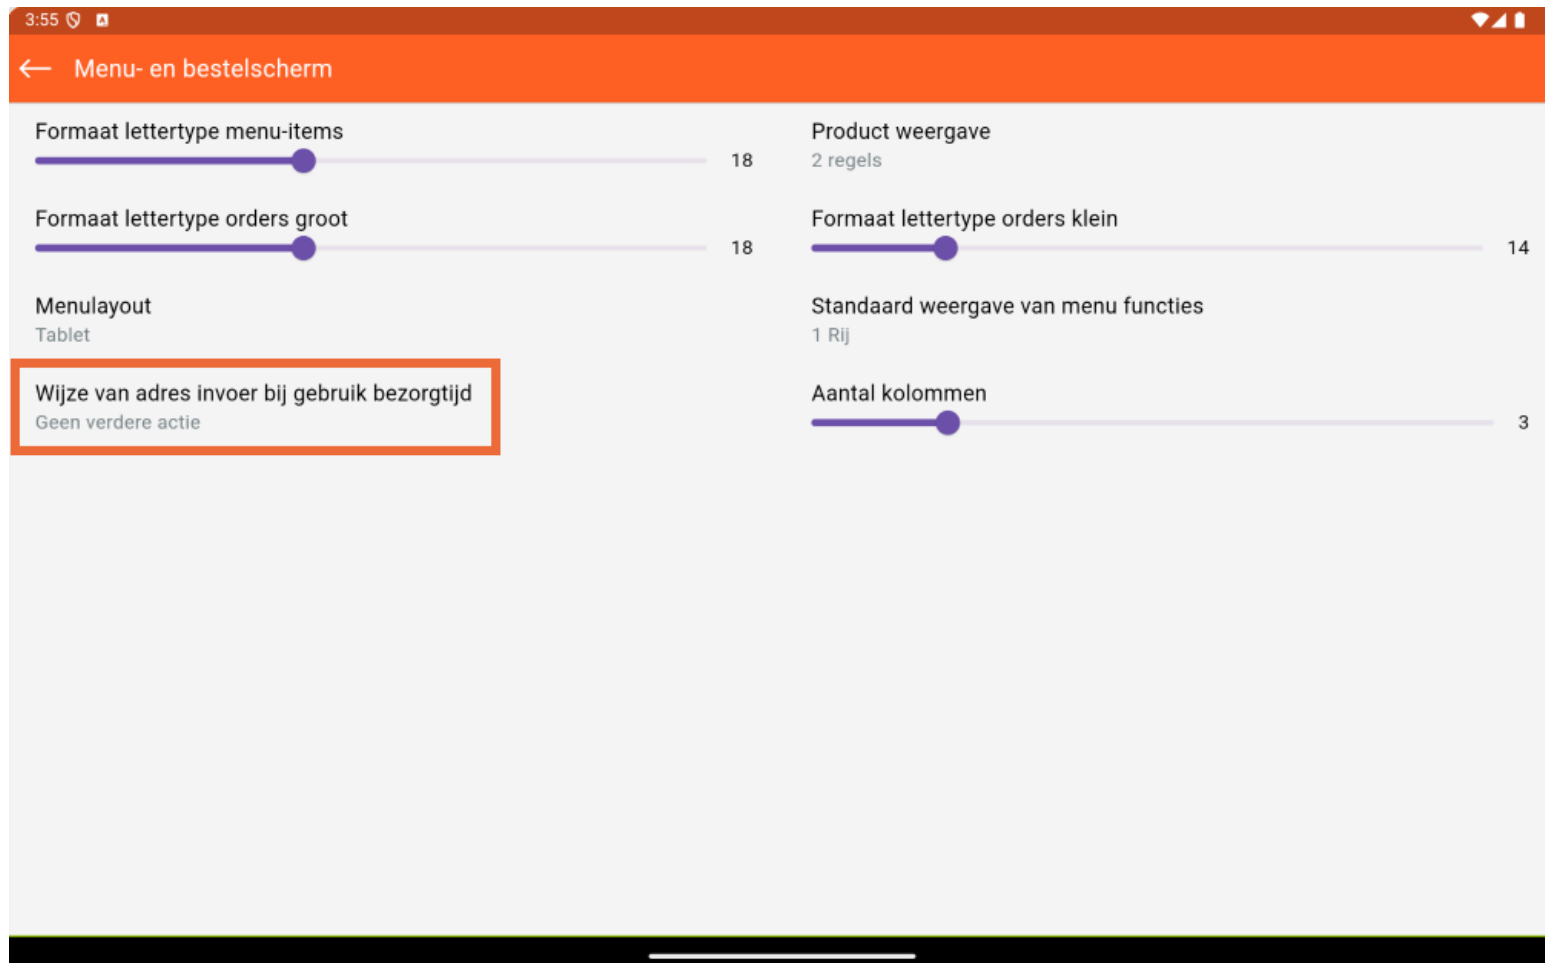 3:55
Menu- en bestelscherm
Formaat lettertype menu-items
18
Product weergave
2 regels
Formaat lettertype orders groot
18
Formaat lettertype orders klein
14
Menulayout
Tablet
Standaard weergave van menu functies
1 Rij
Wijze van adres invoer bij gebruik bezorgtijd
Geen verdere actie
Aantal kolommen
3